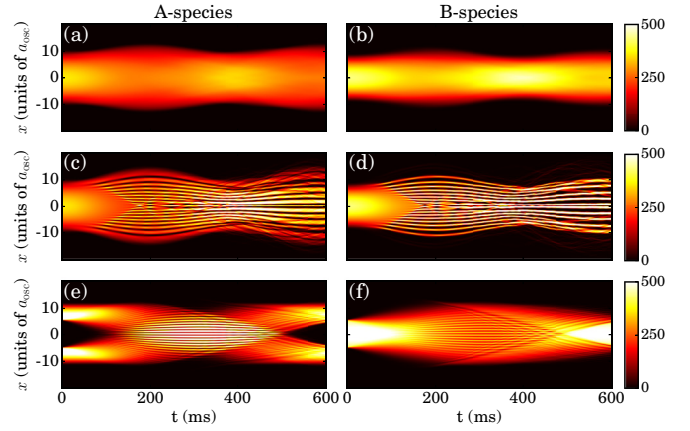 A-species B-species
(a) (b)
x (units of a_osc) 10 0 -10 500 250 0
(c) (d)
x (units of a_osc) 10 0 -10 500 250 0
(e) (f)
x (units of a_osc) 10 0 -10 500 250 0
0 200 400 600 0 200 400 600
t (ms) t (ms)